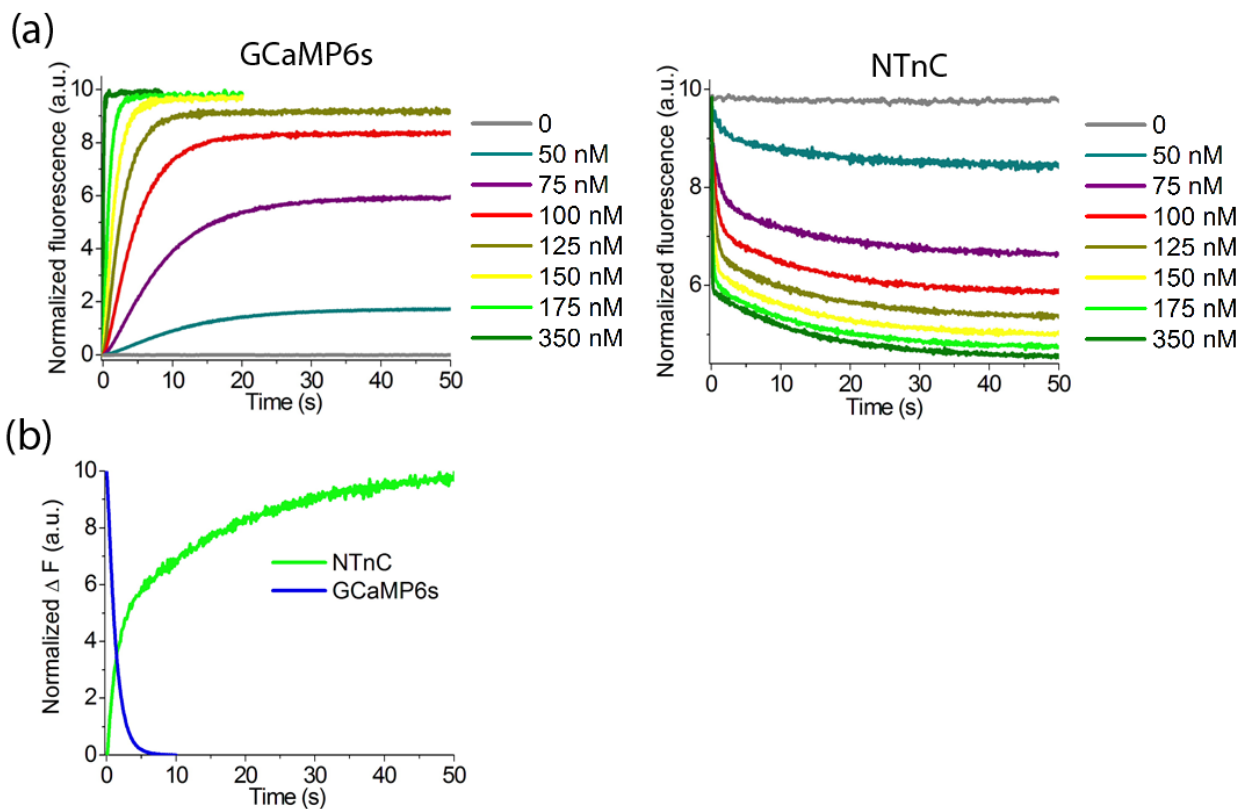 (a)
GCaMP6s
Normalized fluorescence (a.u.)
10
8
6
4
2
0
0 10 20 30 40 50
Time (s)
0
50 nM
75 nM
100 nM
125 nM
150 nM
175 nM
350 nM
NTnC
Normalized fluorescence (a.u.)
10
8
6
0 10 20 30 40 50
Time (s)
0
50 nM
75 nM
100 nM
125 nM
150 nM
175 nM
350 nM
(b)
Normalized Δ F (a.u.)
10
8
6
4
2
0
0 10 20 30 40 50
Time (s)
NTnC
GCaMP6s